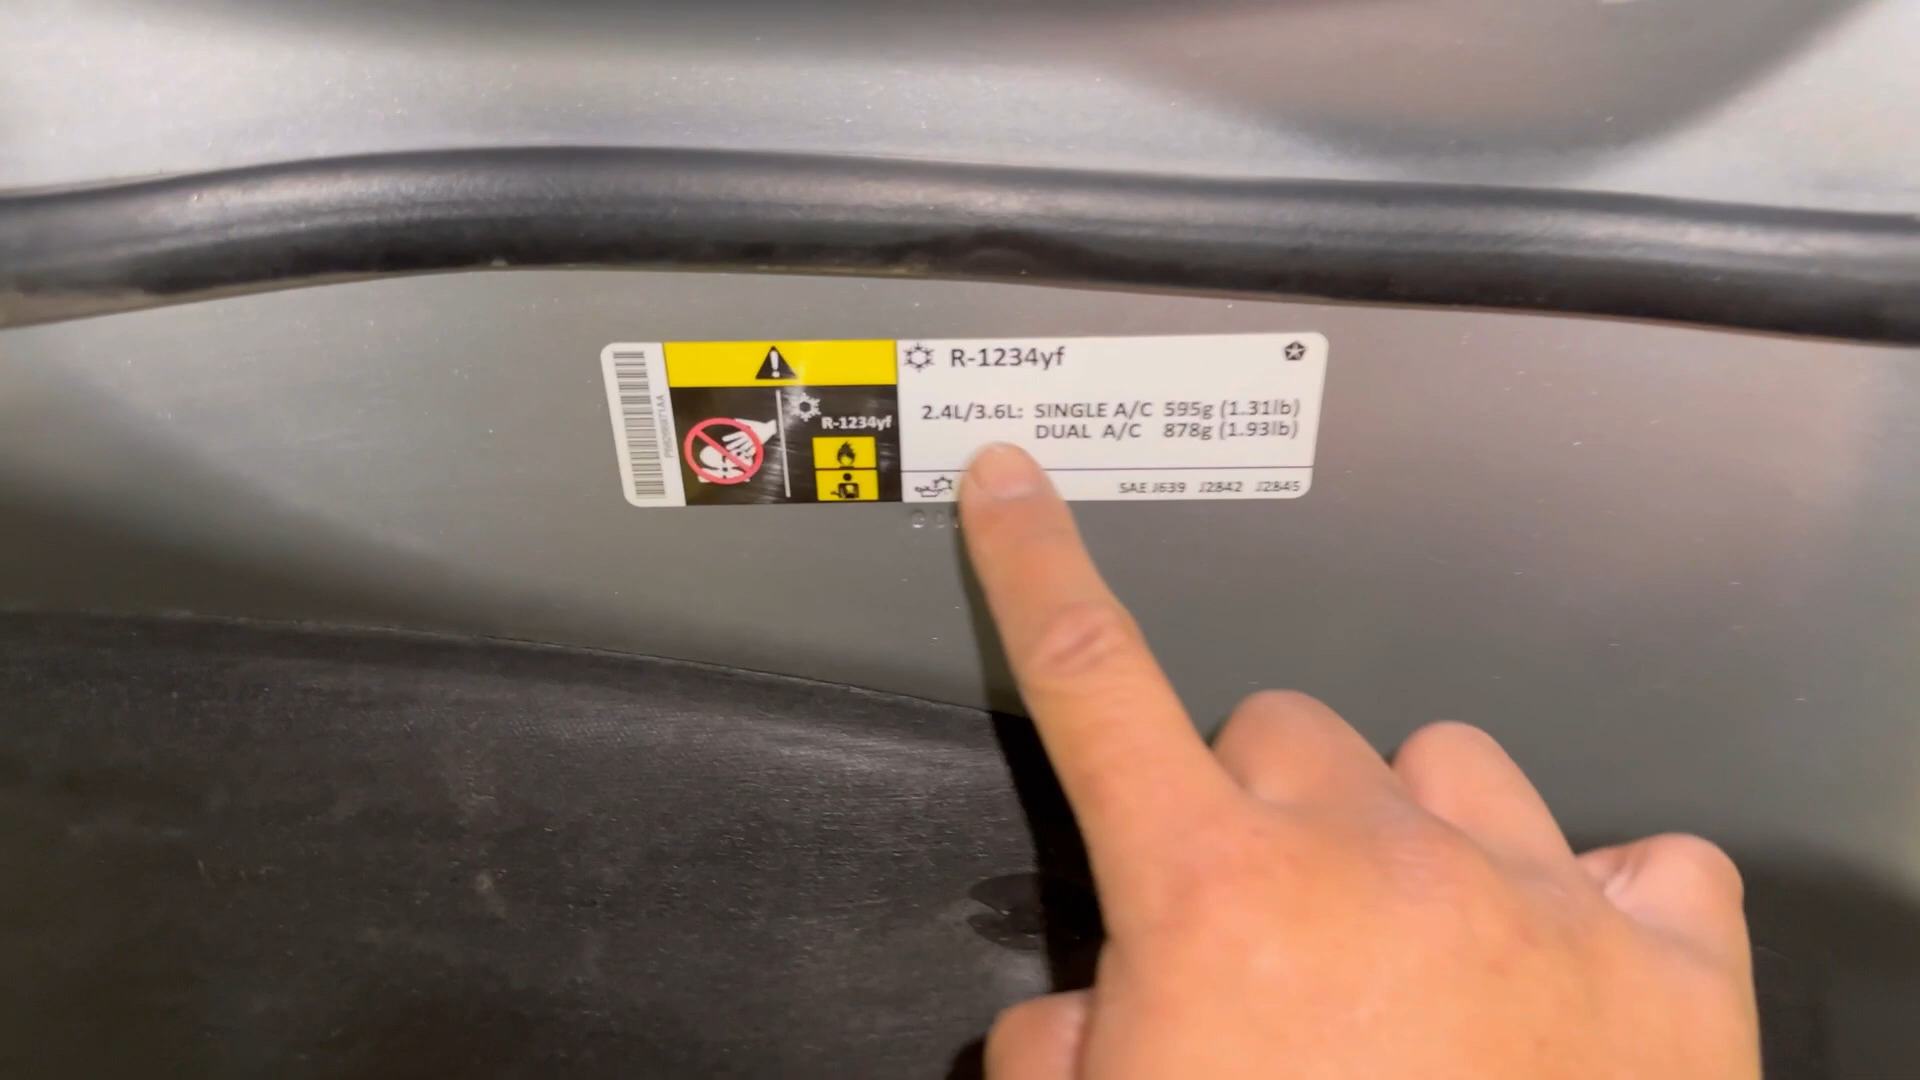 R-1234yf
R-1234yf
2.4L/3.6L: SINGLE A/C 595g (1.31lb)
DUAL A/C 878g (1.93lb)
SAE J639 J2842 J2845